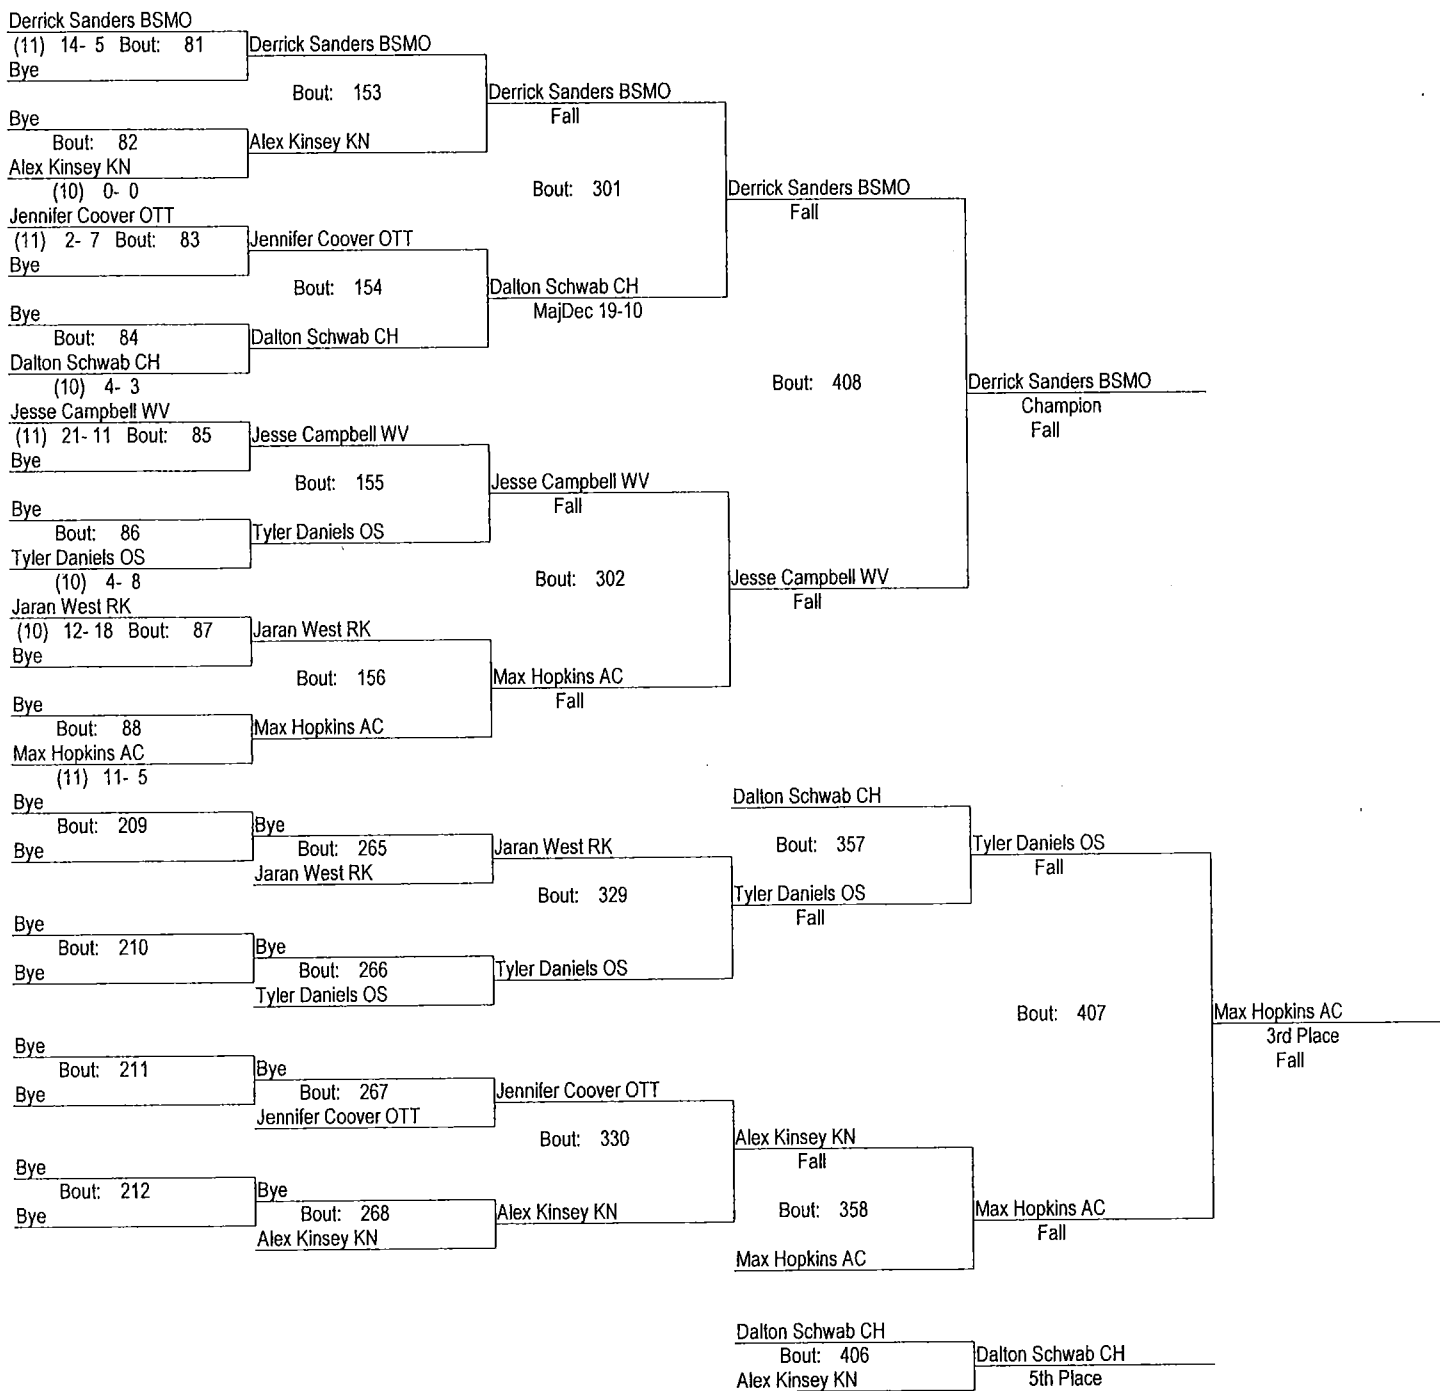 Derrick Sanders BSMO
(11) 14- 5 Bout: 81
Bye
Derrick Sanders BSMO
Bout: 153
Derrick Sanders BSMO
Fall
Bye
Bout: 82
Alex Kinsey KN
Alex Kinsey KN
(10) 0- 0
Bout: 301
Derrick Sanders BSMO
Fall
Jennifer Coover OTT
(11) 2- 7 Bout: 83
Bye
Jennifer Coover OTT
Bout: 154
Dalton Schwab CH
MajDec 19-10
Bye
Bout: 84
Dalton Schwab CH
Dalton Schwab CH
(10) 4- 3
Bout: 408
Derrick Sanders BSMO
Champion
Fall
Jesse Campbell WV
(11) 21- 11 Bout: 85
Bye
Jesse Campbell WV
Bout: 155
Jesse Campbell WV
Fall
Bye
Bout: 86
Tyler Daniels OS
Tyler Daniels OS
(10) 4- 8
Bout: 302
Jesse Campbell WV
Fall
Jaran West RK
(10) 12- 18 Bout: 87
Bye
Jaran West RK
Bout: 156
Max Hopkins AC
Fall
Bye
Bout: 88
Max Hopkins AC
Max Hopkins AC
(11) 11- 5
Bye
Bout: 209
Bye
Bye
Bout: 265
Jaran West RK
Jaran West RK
Dalton Schwab CH
Bout: 357
Tyler Daniels OS
Fall
Bout: 329
Tyler Daniels OS
Fall
Bye
Bout: 210
Bye
Bye
Bout: 266
Tyler Daniels OS
Tyler Daniels OS
Bout: 407
Max Hopkins AC
3rd Place
Fall
Bye
Bout: 211
Bye
Bye
Bout: 267
Jennifer Coover OTT
Jennifer Coover OTT
Bout: 330
Alex Kinsey KN
Fall
Bye
Bout: 212
Bye
Bye
Bout: 268
Alex Kinsey KN
Alex Kinsey KN
Bout: 358
Max Hopkins AC
Max Hopkins AC
Fall
Dalton Schwab CH
Bout: 406
Alex Kinsey KN
Dalton Schwab CH
5th Place